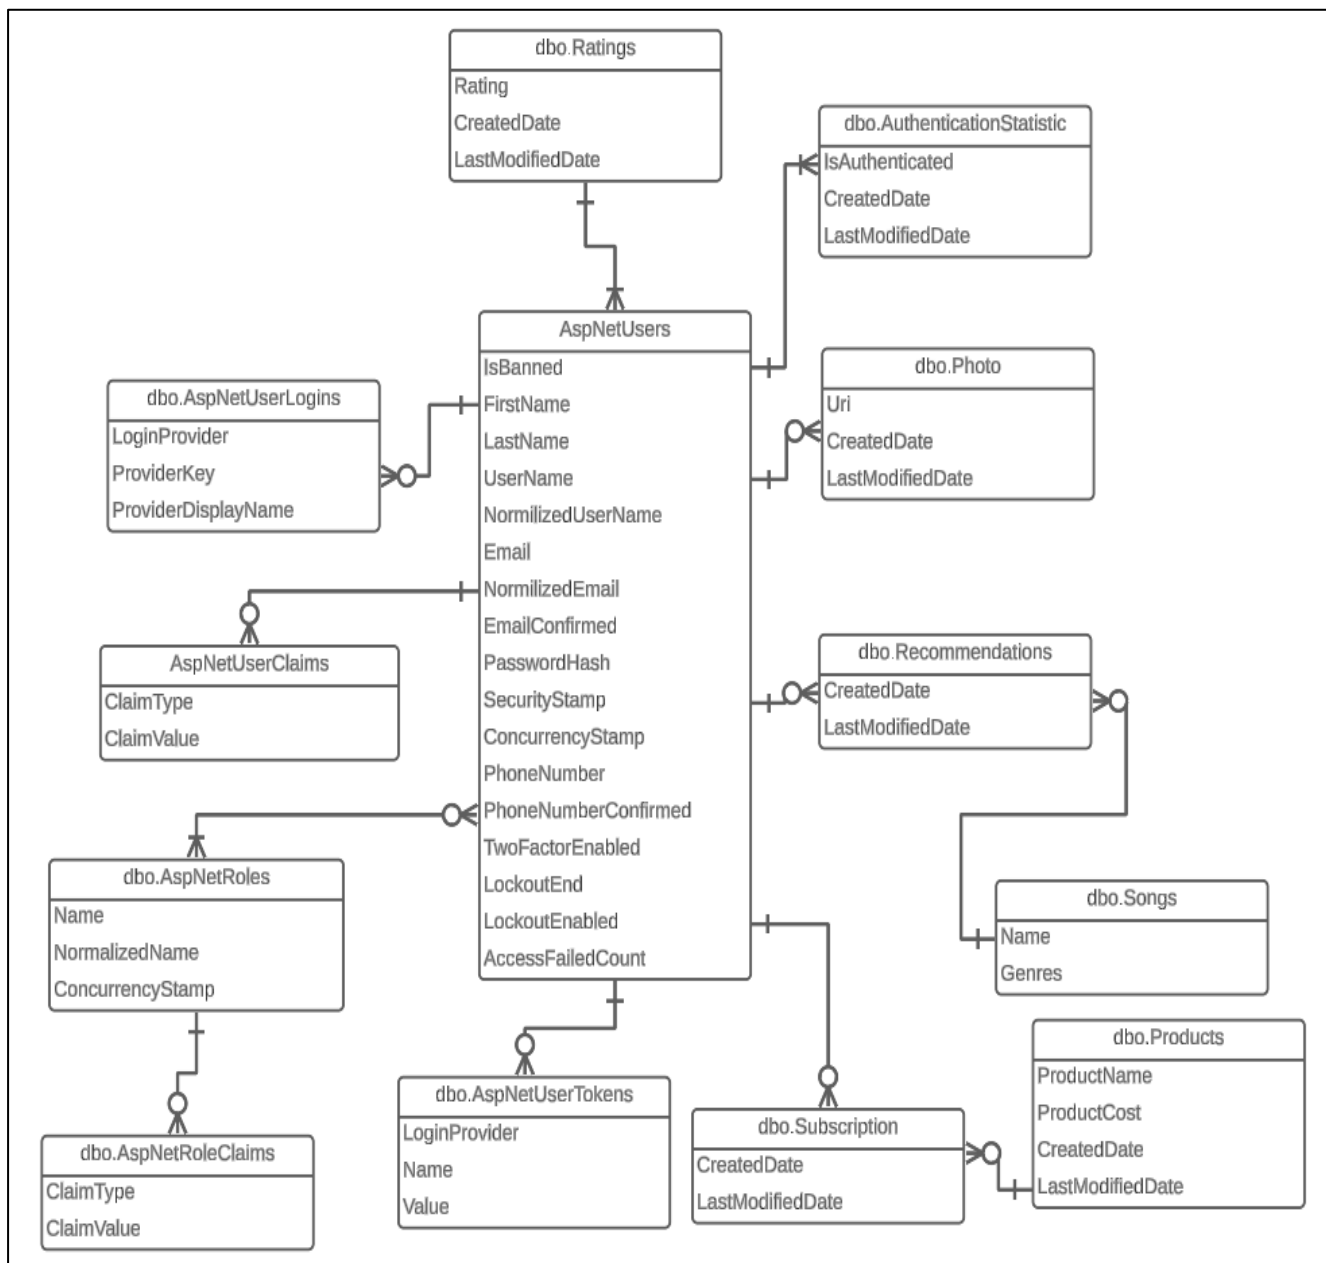 dbo.Ratings
Rating
CreatedDate
LastModifiedDate
dbo.AuthenticationStatistic
IsAuthenticated
CreatedDate
LastModifiedDate
AspNetUsers
IsBanned
FirstName
LastName
UserName
NormilizedUserName
Email
NormilizedEmail
EmailConfirmed
PasswordHash
SecurityStamp
ConcurrencyStamp
PhoneNumber
PhoneNumberConfirmed
TwoFactorEnabled
LockoutEnd
LockoutEnabled
AccessFailedCount
dbo.Photo
Uri
CreatedDate
LastModifiedDate
dbo.AspNetUserLogins
LoginProvider
ProviderKey
ProviderDisplayName
AspNetUserClaims
ClaimType
ClaimValue
dbo.Recommendations
CreatedDate
LastModifiedDate
dbo.AspNetRoles
Name
NormalizedName
ConcurrencyStamp
dbo.Songs
Name
Genres
dbo.Products
ProductName
ProductCost
CreatedDate
LastModifiedDate
dbo.AspNetUserTokens
LoginProvider
Name
Value
dbo.Subscription
CreatedDate
LastModifiedDate
dbo.AspNetRoleClaims
ClaimType
ClaimValue